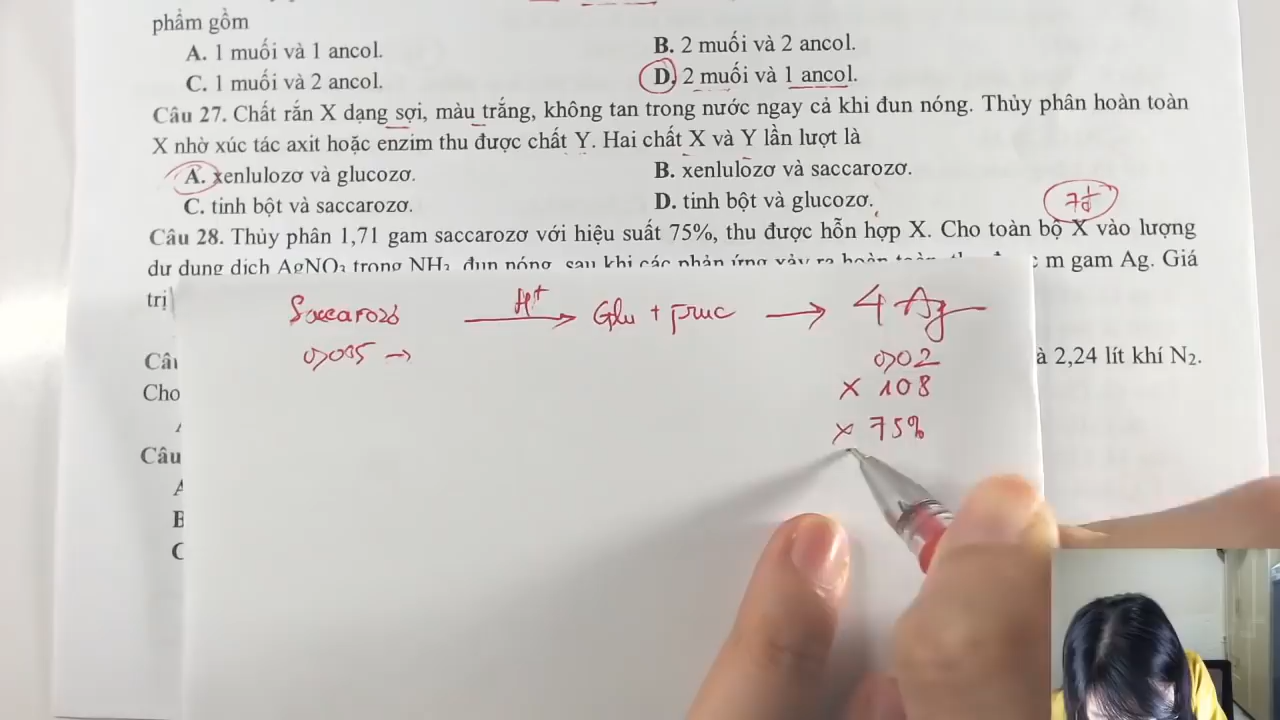 phẩm gồm
A. 1 muối và 1 ancol.
B. 2 muối và 2 ancol.
C. 1 muối và 2 ancol.
D. 2 muối và 1 ancol.
Câu 27. Chất rắn X dạng sợi, màu trắng, không tan trong nước ngay cả khi đun nóng. Thủy phân hoàn toàn
X nhờ xúc tác axit hoặc enzim thu được chất Y. Hai chất X và Y lần lượt là
A. xenlulozơ và glucozơ.
B. xenlulozơ và saccarozơ.
C. tinh bột và saccarozơ.
D. tinh bột và glucozơ.
7đ
Câu 28. Thủy phân 1,71 gam saccarozơ với hiệu suất 75%, thu được hỗn hợp X. Cho toàn bộ X vào lượng
dư dung dịch AgNO₃ trong NH₃ đun nóng, sau khi các phản ứng xảy ra hoàn m gam Ag. Giá
trị
H⁺
Saccarozơ → Glu + Fruc → 4 Ag
0,005 → 0,02
x 108
x 75%
Câu
à 2,24 lít khí N₂.
Cho
Câu
B
C